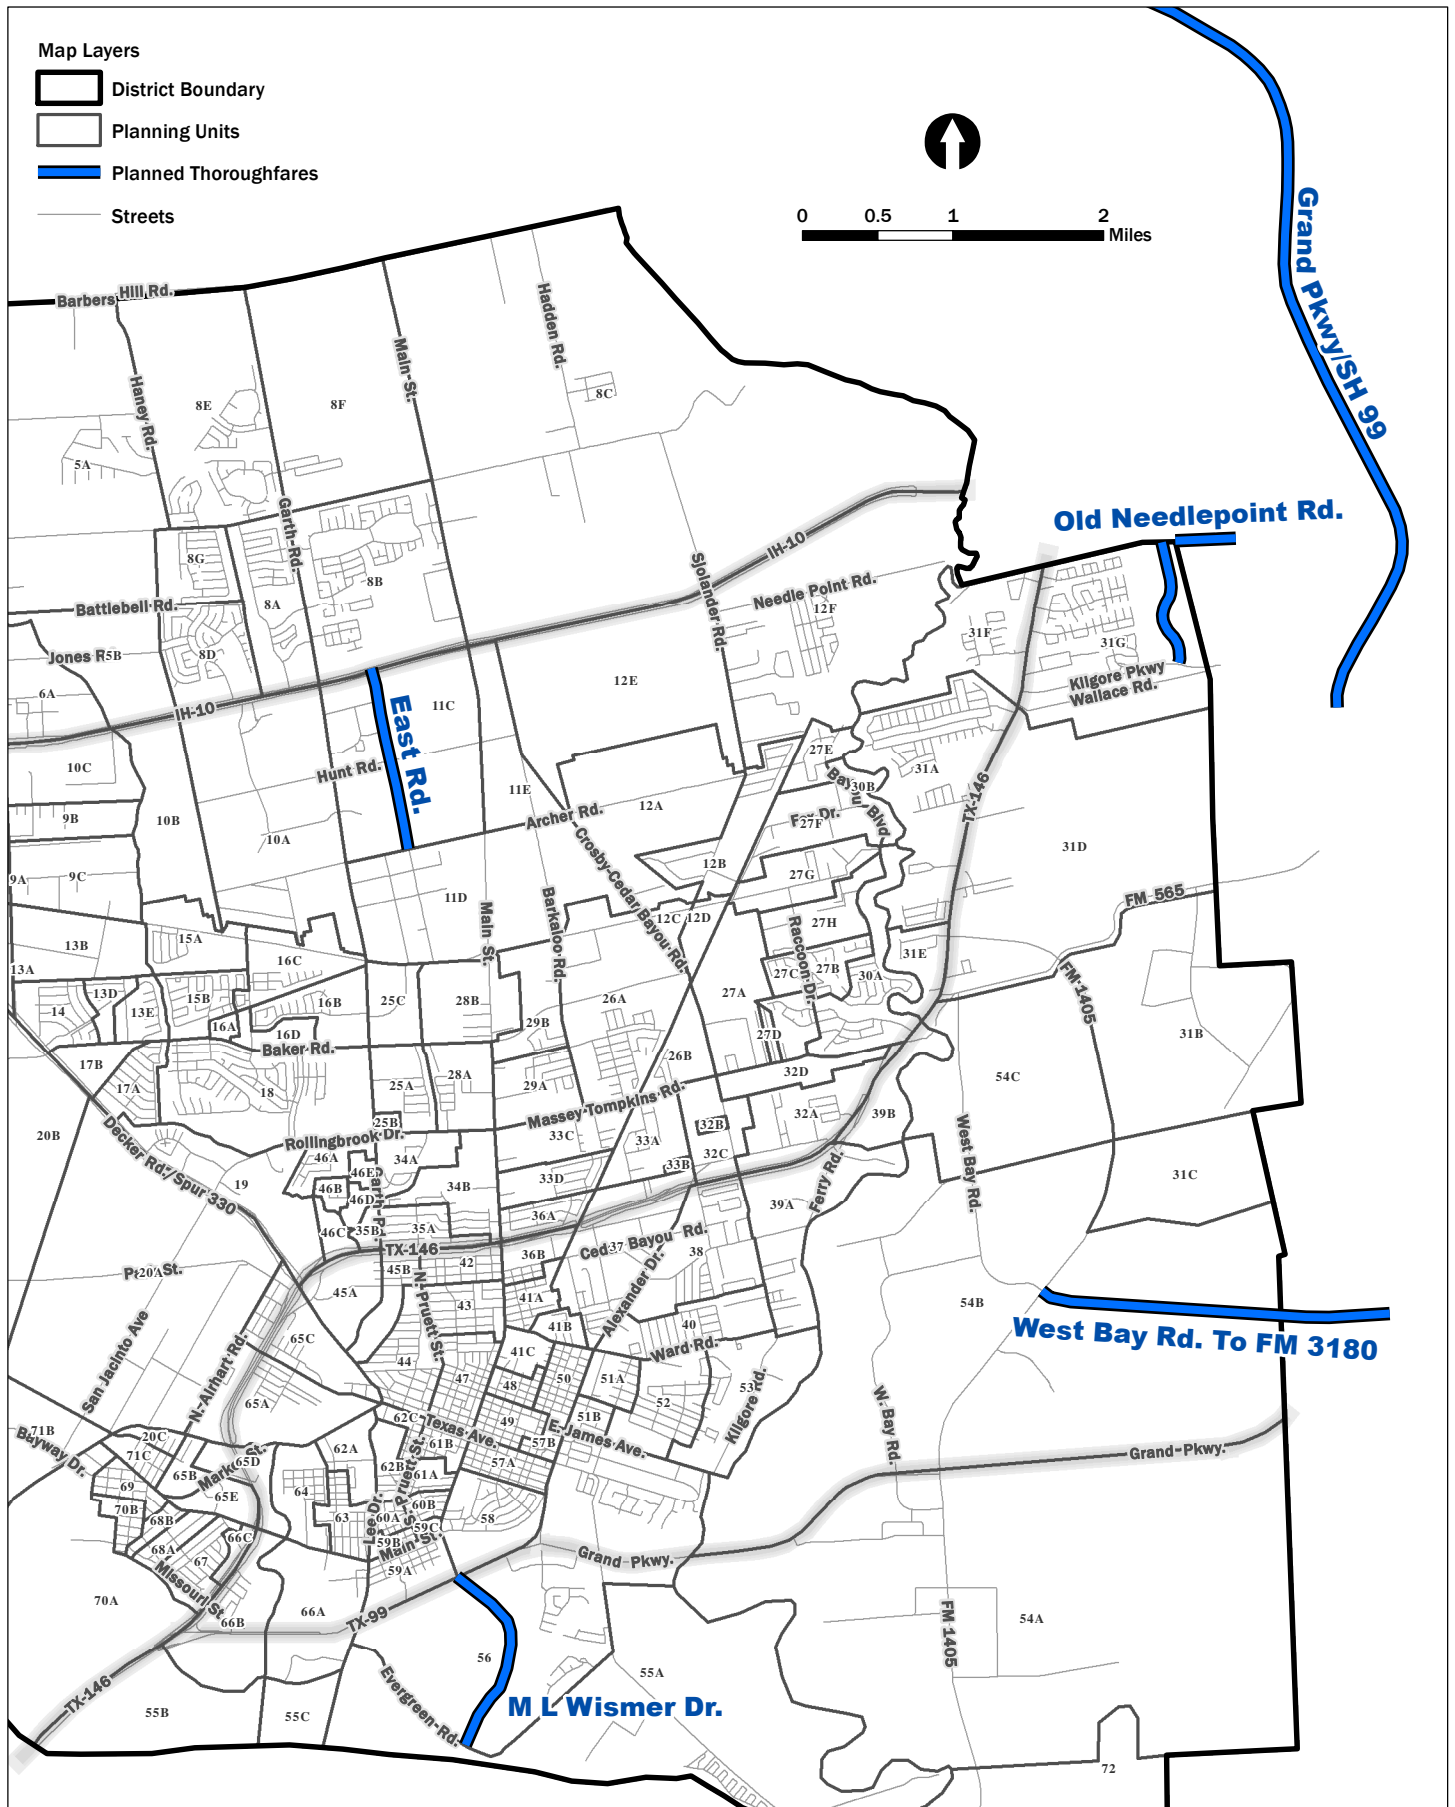 Map Layers
District Boundary
Planning Units
Planned Thoroughfares
Streets
0 0.5 1 2
Miles
Grand Pkwy/SH 99
Barbers Hill Rd.
Haney Rd.
Main St.
Hadden Rd.
8E
8F
8C
5A
Garth Rd.
Old Needlepoint Rd.
IH-10
8G
8B
Sjolander Rd.
Needle Point Rd.
Battlebell Rd.
8A
12F
31F
31G
Jones R
5B
8D
Kilgore Pkwy
Wallace Rd.
6A
12E
IH-10
11C
East Rd.
10C
Hunt Rd.
27E
31A
Bayou Blvd
30B
11E
12A
TX-146
9B
10B
Archer Rd.
27F
10A
Crosby-Cedar Bayou Rd.
31D
12B
9A
9C
27G
11D
Barkaloo Rd.
FM 565
Main St.
12C
12D
27H
Raccoon Dr.
13B
15A
16C
31E
13A
27C
27B
30A
FM 1405
13D
15B
16B
25C
28B
26A
27A
14
13E
16A
29B
16D
27D
31B
Baker Rd.
26B
17B
32D
54C
17A
18
25A
28A
29A
Massey Tompkins Rd.
32A
39B
20B
Decker Rd./ Spur 330
25B
32B
West Bay Rd.
Rollingbrook Dr.
33C
33A
46A
34A
32C
46E
33B
31C
19
46B
46D
34B
33D
Ferry Rd.
39A
36A
46C
35B
35A
TX-146
36B
Cedar Bayou Rd.
37
38
20A
45B
42
Alexander Dr.
45A
N. Pruett St.
41A
43
54B
West Bay Rd. To FM 3180
San Jacinto Ave
65C
41B
40
N. Airhart Rd.
41C
Ward Rd.
44
47
48
50
51A
53
65A
52
Kilgore Rd.
W. Bay Rd.
62C
Texas Ave.
49
51B
71B
Bayway Dr.
20C
E. James Ave.
71C
62A
61B
57B
Grand Pkwy.
65D
65B
62B
61A
57A
69
65E
64
S. Pruett St.
70B
68B
63
Lee Dr.
60A
60B
58
59C
66C
59B
Main St.
68A
67
59A
Grand Pkwy.
Missouri St
70A
66A
66B
TX-99
FM 1405
54A
56
55A
Evergreen Rd.
TX-146
M L Wismer Dr.
55B
55C
72